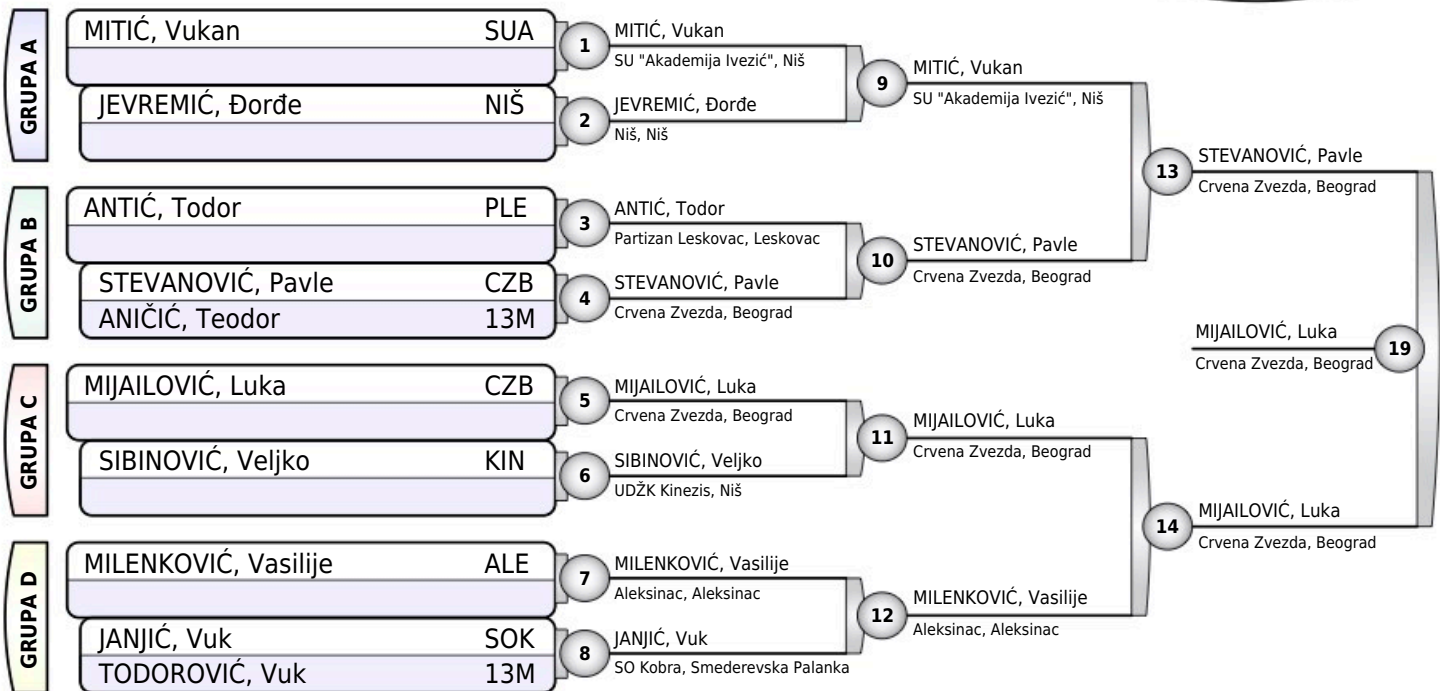 GRUPA A
MITIĆ, Vukan SUA
JEVREMIĆ, Đorđe NIŠ
GRUPA B
ANTIĆ, Todor PLE
STEVANOVIĆ, Pavle CZB
ANIČIĆ, Teodor 13M
GRUPA C
MIJAILOVIĆ, Luka CZB
SIBINOVIĆ, Veljko KIN
GRUPA D
MILENKOVIĆ, Vasilije ALE
JANJIĆ, Vuk SOK
TODOROVIĆ, Vuk 13M
1
MITIĆ, Vukan
SU "Akademija Ivezić", Niš
2
JEVREMIĆ, Đorđe
Niš, Niš
3
ANTIĆ, Todor
Partizan Leskovac, Leskovac
4
STEVANOVIĆ, Pavle
Crvena Zvezda, Beograd
5
MIJAILOVIĆ, Luka
Crvena Zvezda, Beograd
6
SIBINOVIĆ, Veljko
UDŽK Kinezis, Niš
7
MILENKOVIĆ, Vasilije
Aleksinac, Aleksinac
8
JANJIĆ, Vuk
SO Kobra, Smederevska Palanka
9
MITIĆ, Vukan
SU "Akademija Ivezić", Niš
10
STEVANOVIĆ, Pavle
Crvena Zvezda, Beograd
11
MIJAILOVIĆ, Luka
Crvena Zvezda, Beograd
12
MILENKOVIĆ, Vasilije
Aleksinac, Aleksinac
13
STEVANOVIĆ, Pavle
Crvena Zvezda, Beograd
14
MIJAILOVIĆ, Luka
Crvena Zvezda, Beograd
MIJAILOVIĆ, Luka
Crvena Zvezda, Beograd
19